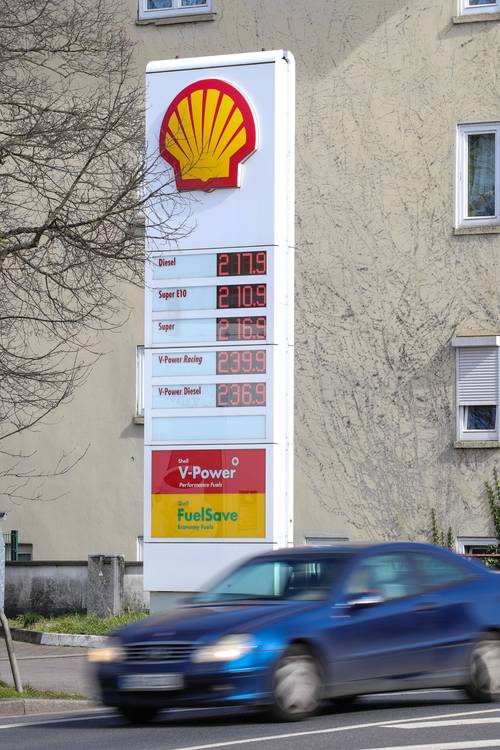 Diesel 217.9
Super E10 210.9
Super 216.9
V-Power Racing 239.9
V-Power Diesel 236.9
Shell
V-Power
Performance Fuels
Shell
FuelSave
Economy Fuels